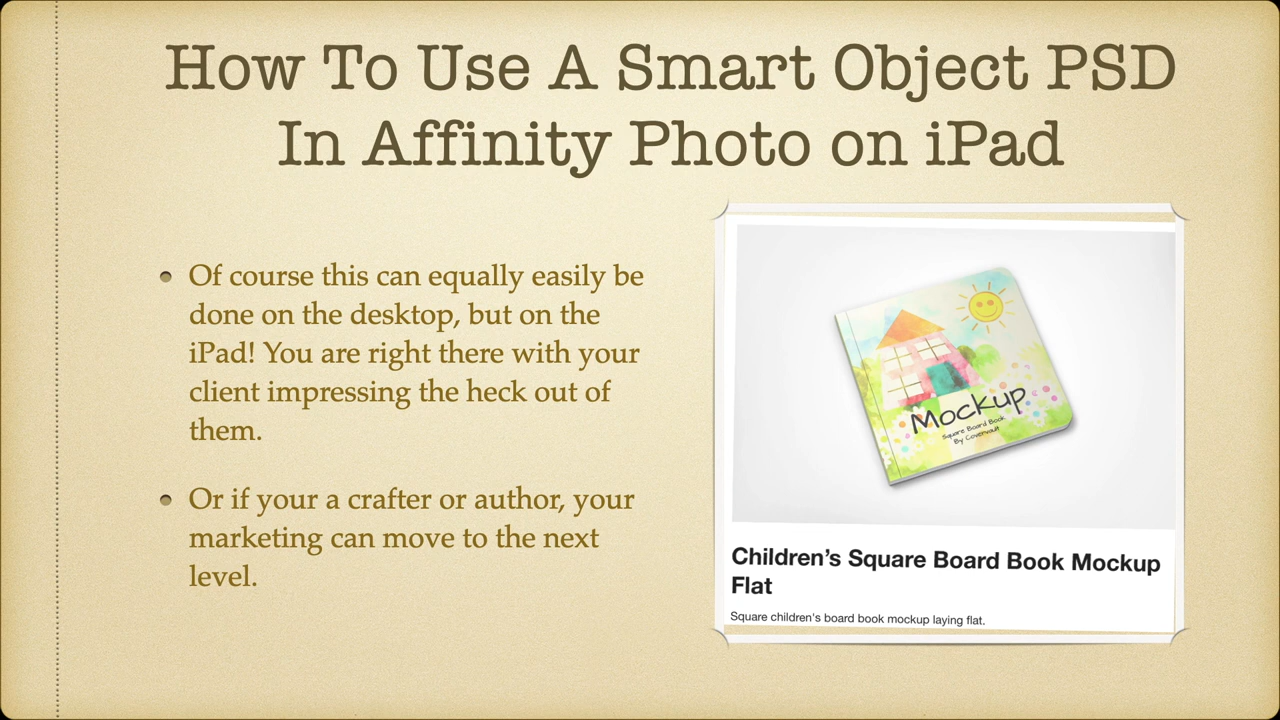 How To Use A Smart Object PSD
In Affinity Photo on iPad
Of course this can equally easily be
done on the desktop, but on the
iPad! You are right there with your
client impressing the heck out of
them.
Or if your a crafter or author, your
marketing can move to the next
level.
Mockup
Square Board Book
By Covervault
Children's Square Board Book Mockup
Flat
Square children's board book mockup laying flat.